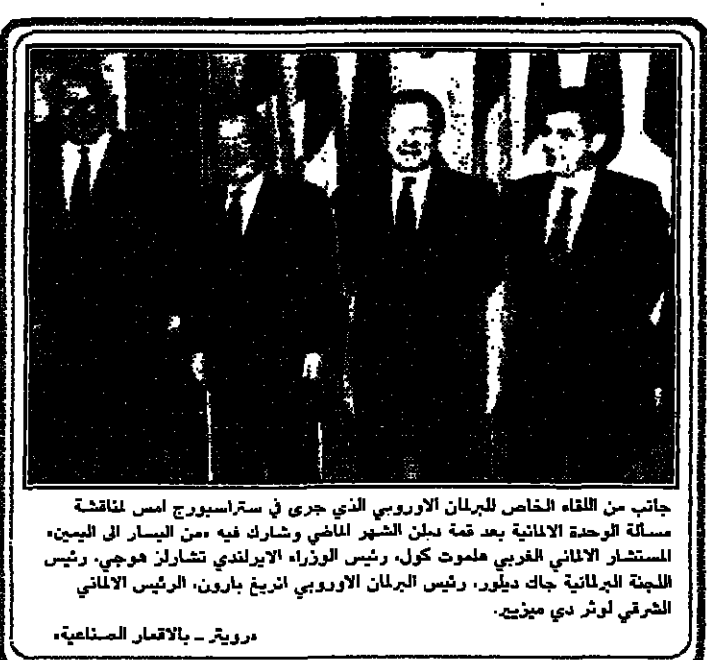 جانب من اللقاء الخاص للبرلمان الاوروبي الذي جرى في ستراسبورج امس لمناقشة
مسألة الوحدة الالمانية بعد قمة دبلن الشهر الماضي وشارك فيه «من اليسار الى اليمين»
المستشار الالماني الغربي هلموت كول، رئيس الوزراء الايرلندي تشارلز هوجي، رئيس
اللجنة البرلمانية جاك ديلور، رئيس البرلمان الاوروبي انريغ بارون، الرئيس الالماني
الشرقي لوثر دي ميزيير.
«رويتر ــ بالاقمار الصناعية»